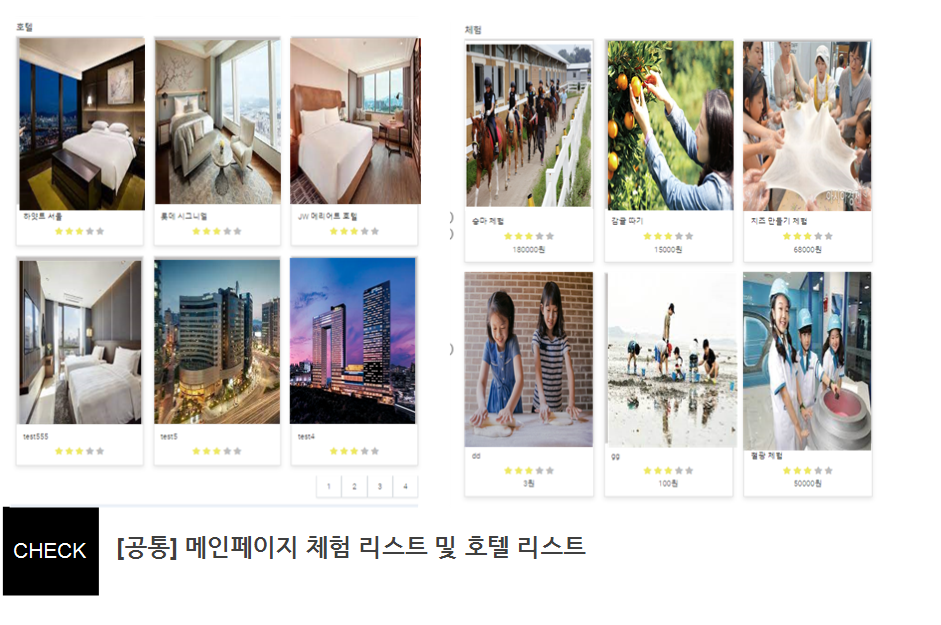 호텔
하얏트 서울
롯데 시그니엘
JW 메리어트 호텔
test555
test5
test4
1 2 3 4
체험
승마 체험
180000원
감귤 따기
15000원
치즈 만들기 체험
68000원
dd
3원
gg
100원
체험
50000원
CHECK
[공통] 메인페이지 체험 리스트 및 호텔 리스트